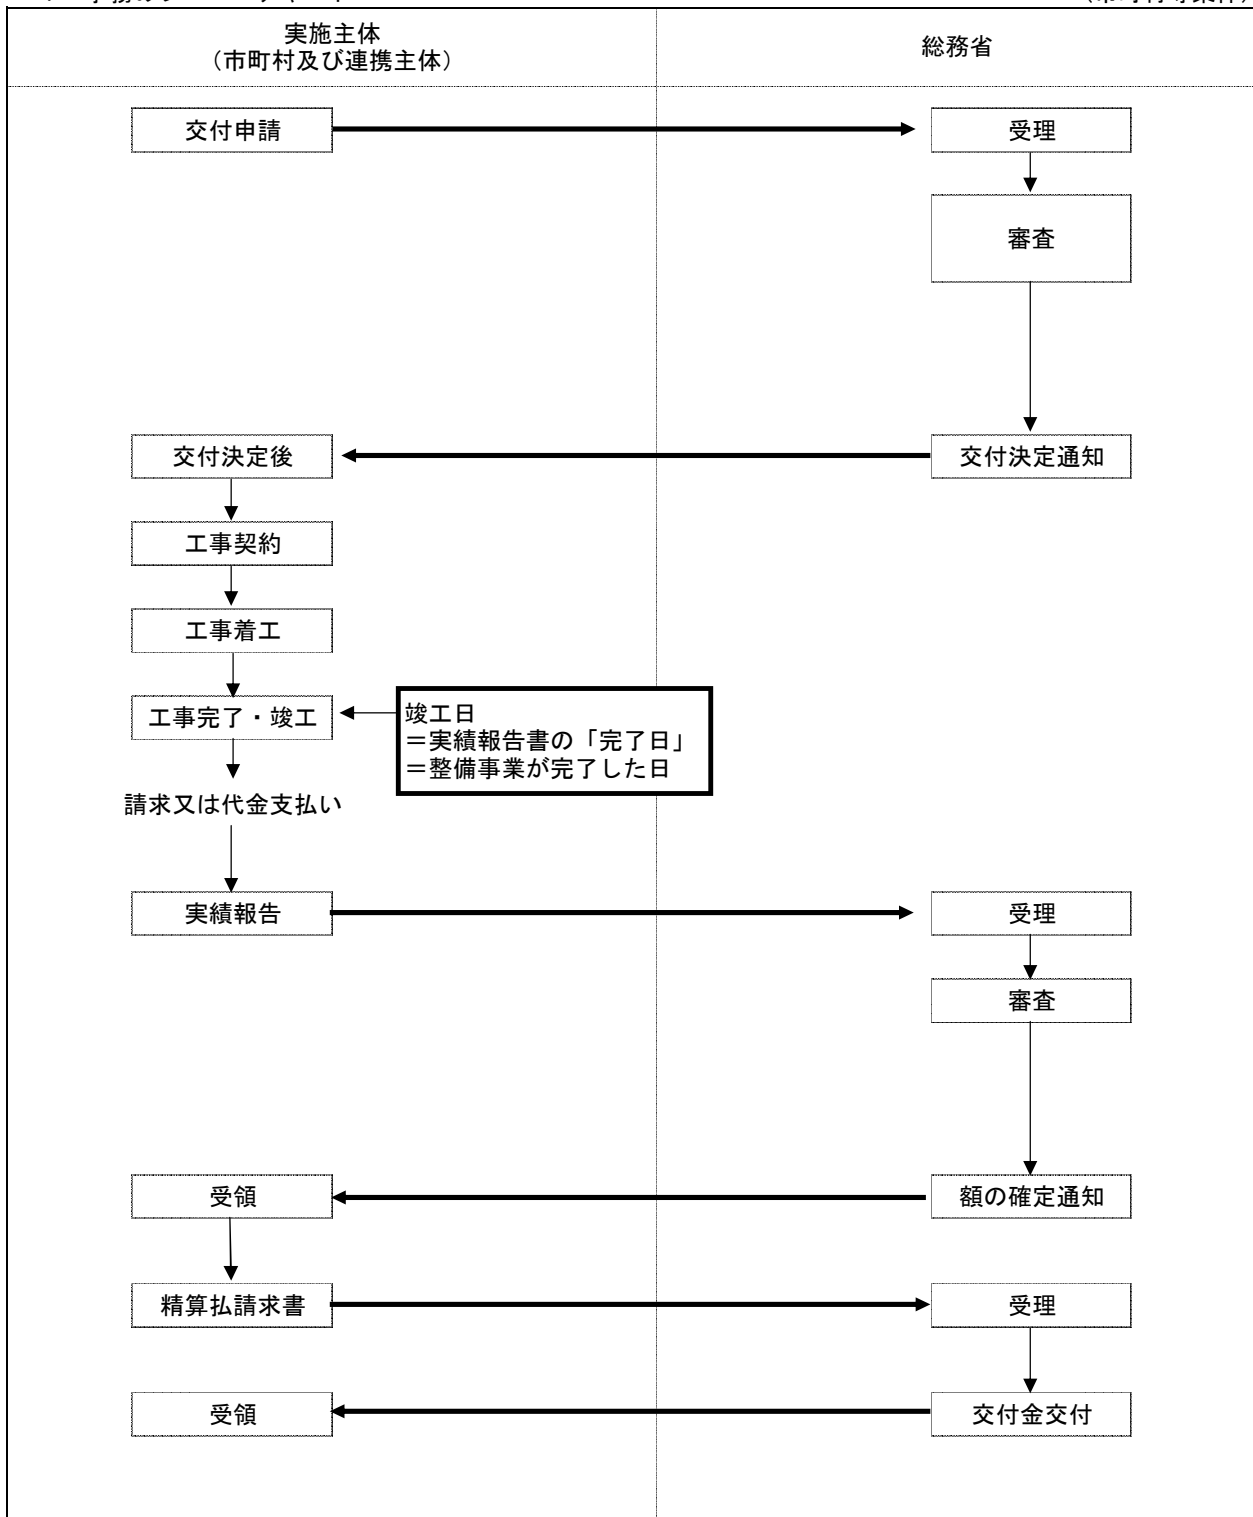 実施主体
（市町村及び連携主体）
総務省
交付申請
受理
審査
交付決定後
交付決定通知
工事契約
工事着工
工事完了・竣工
竣工日
＝実績報告書の「完了日」
＝整備事業が完了した日
請求又は代金支払い
実績報告
受理
審査
受領
額の確定通知
精算払請求書
受理
受領
交付金交付